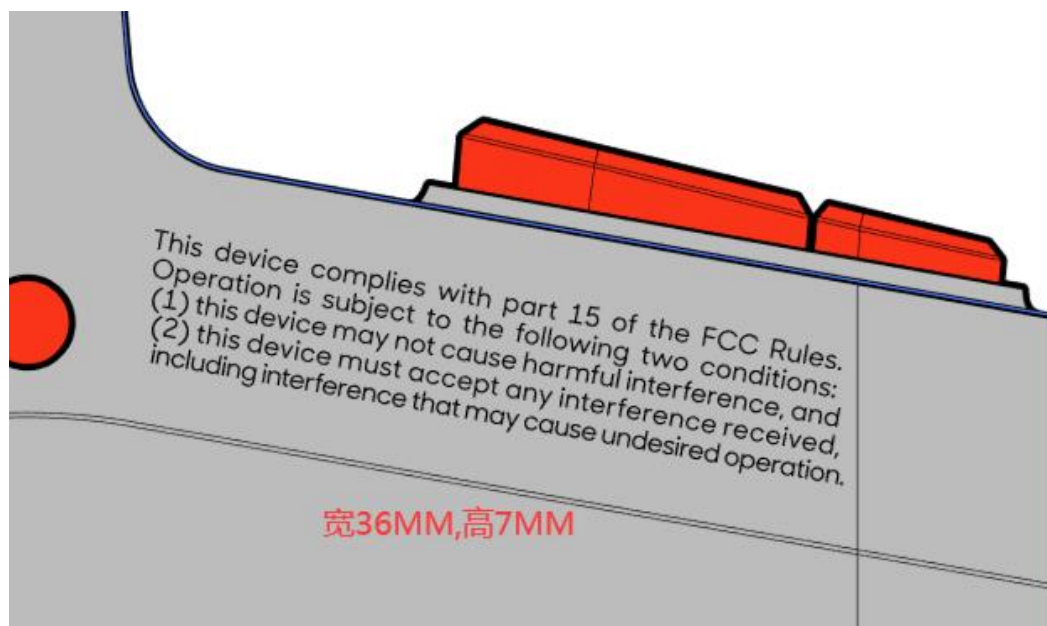 This device complies with part 15 of the FCC Rules.
Operation is subject to the following two conditions:
(1) this device may not cause harmful interference, and
(2) this device must accept any interference received,
including interference that may cause undesired operation.
宽36MM,高7MM